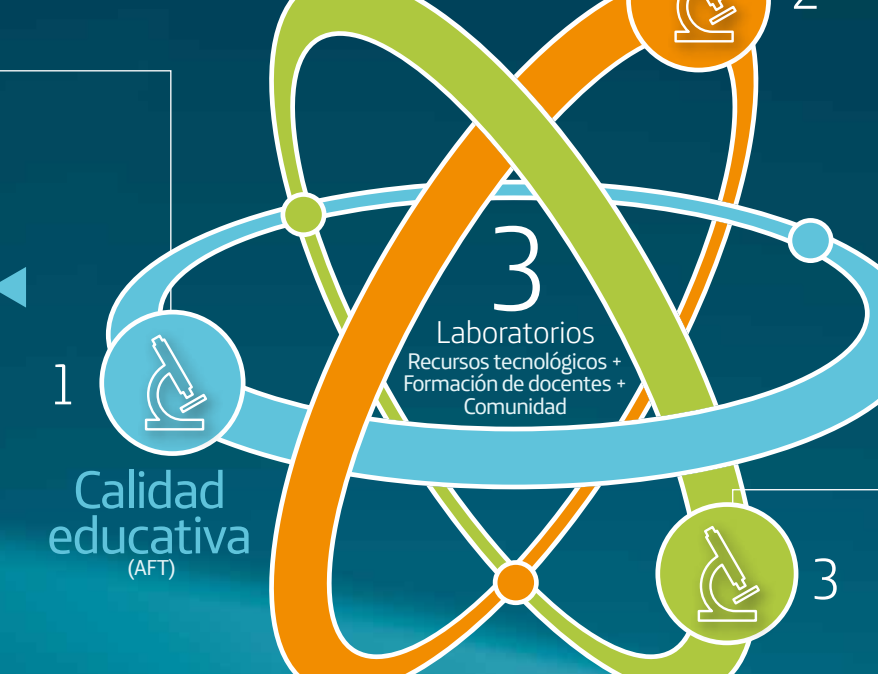 2
3
Laboratorios
Recursos tecnológicos +
Formación de docentes +
Comunidad
1
Calidad
educativa
(AFT)
3